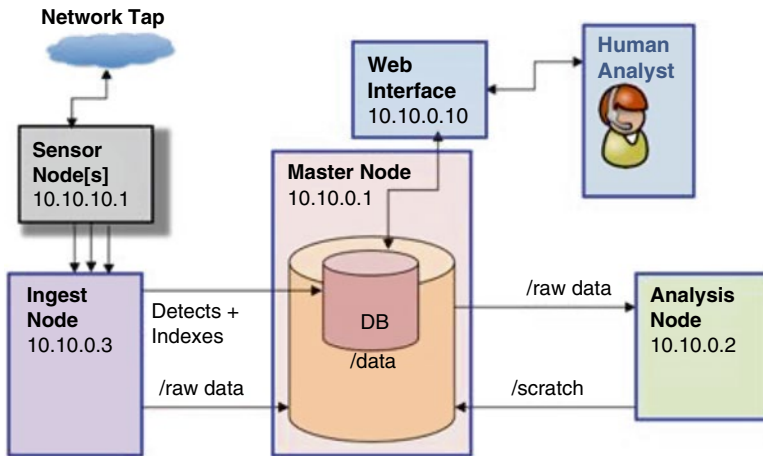 Network Tap
Sensor
Node[s]
10.10.10.1
Web
Interface
10.10.0.10
Human
Analyst
Master Node
10.10.0.1
Ingest
Node
10.10.0.3
Detects +
Indexes
/raw data
DB
/data
/raw data
/scratch
Analysis
Node
10.10.0.2